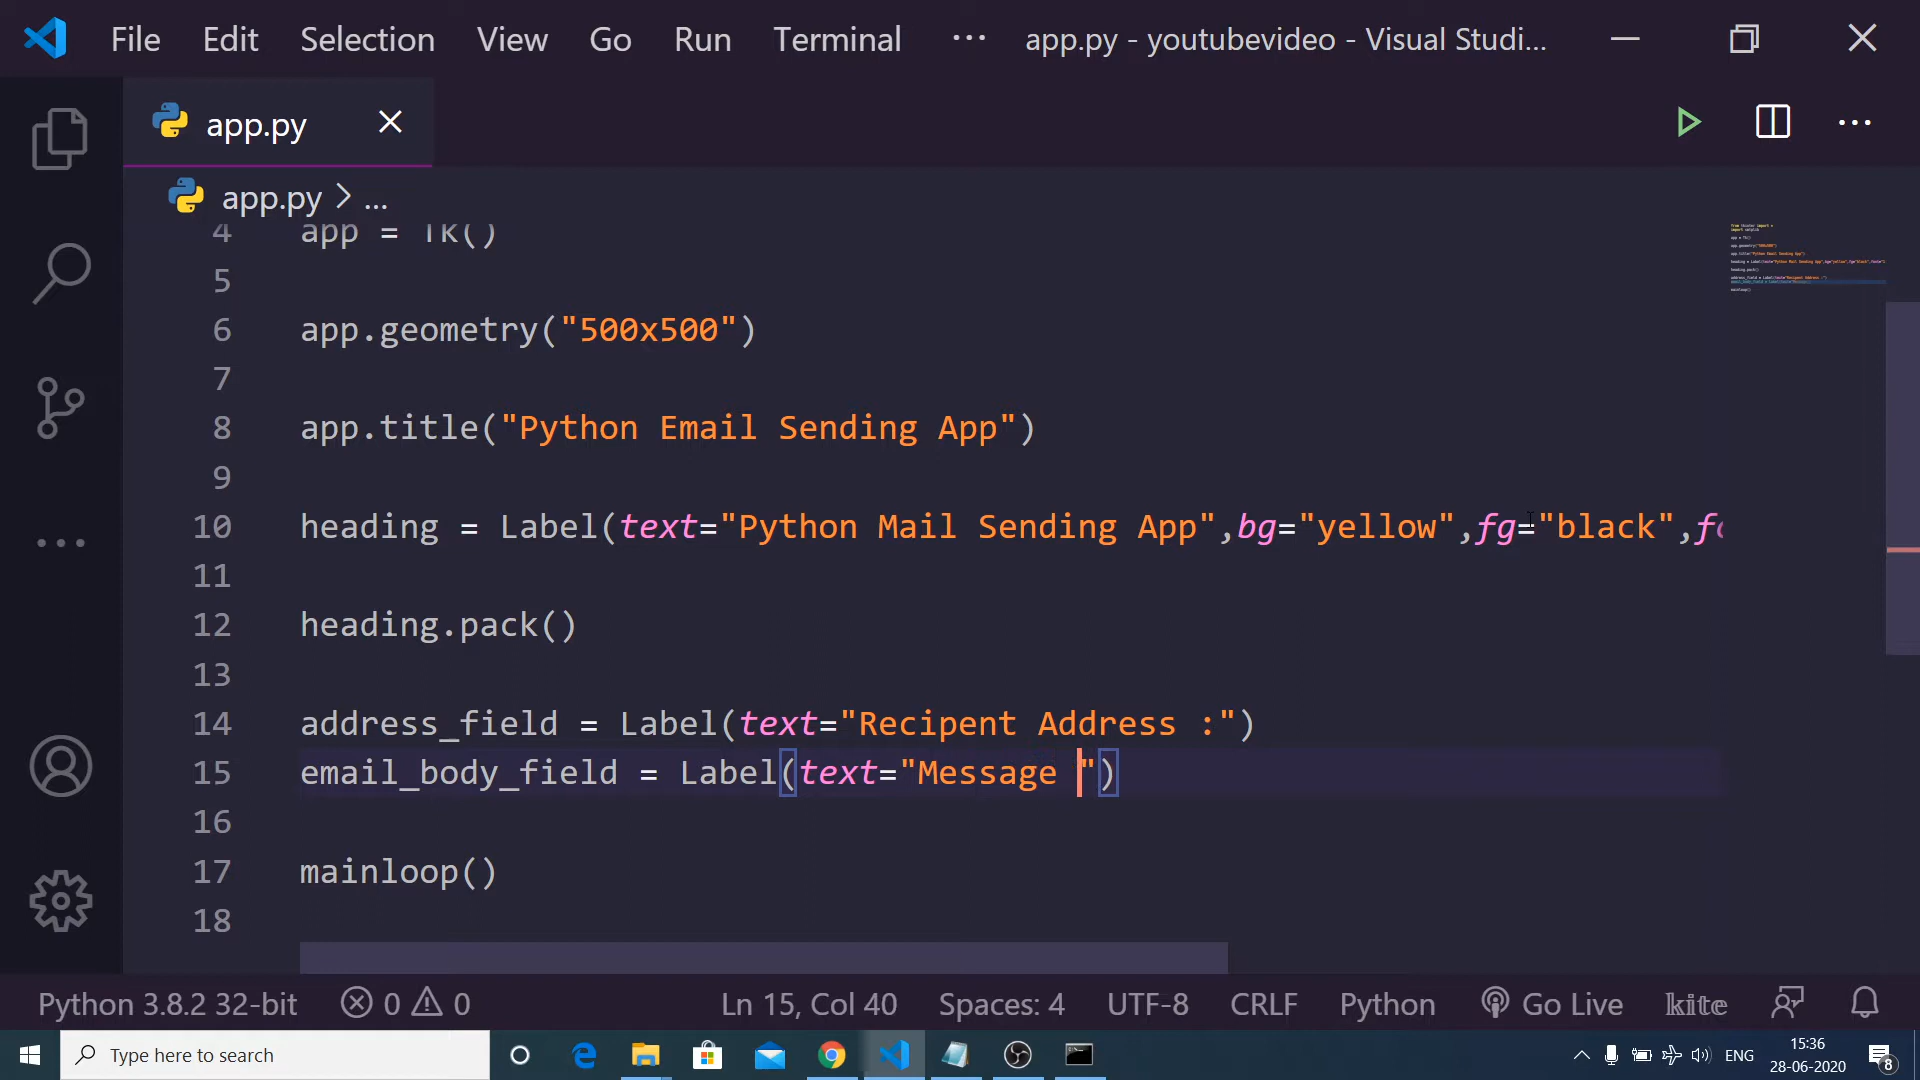 File Edit Selection View Go Run Terminal ··· app.py - youtubevideo - Visual Studi...
app.py
app.py > ...
4 app = Tk()
5
6 app.geometry("500x500")
7
8 app.title("Python Email Sending App")
9
10 heading = Label(text="Python Mail Sending App",bg="yellow",fg="black",fo
11
12 heading.pack()
13
14 address_field = Label(text="Recipent Address :")
15 email_body_field = Label(text="Message ")
16
17 mainloop()
18
Python 3.8.2 32-bit 0 0 Ln 15, Col 40 Spaces: 4 UTF-8 CRLF Python Go Live kite
Type here to search ENG 15:36
28-06-2020 8